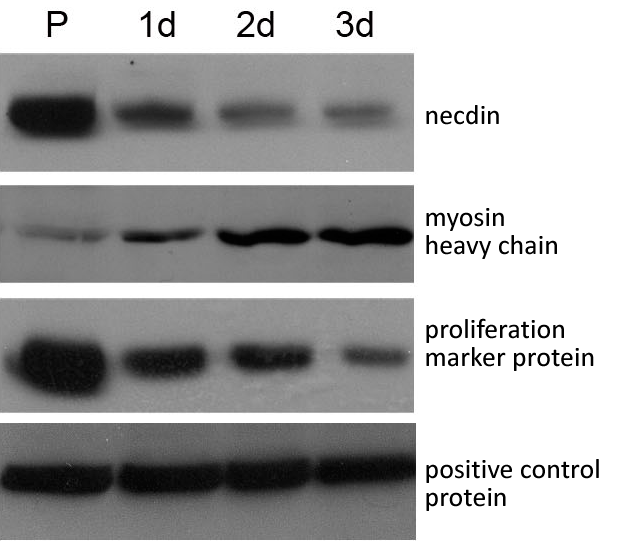 P 1d 2d 3d
necdin
myosin
heavy chain
proliferation
marker protein
positive control
protein